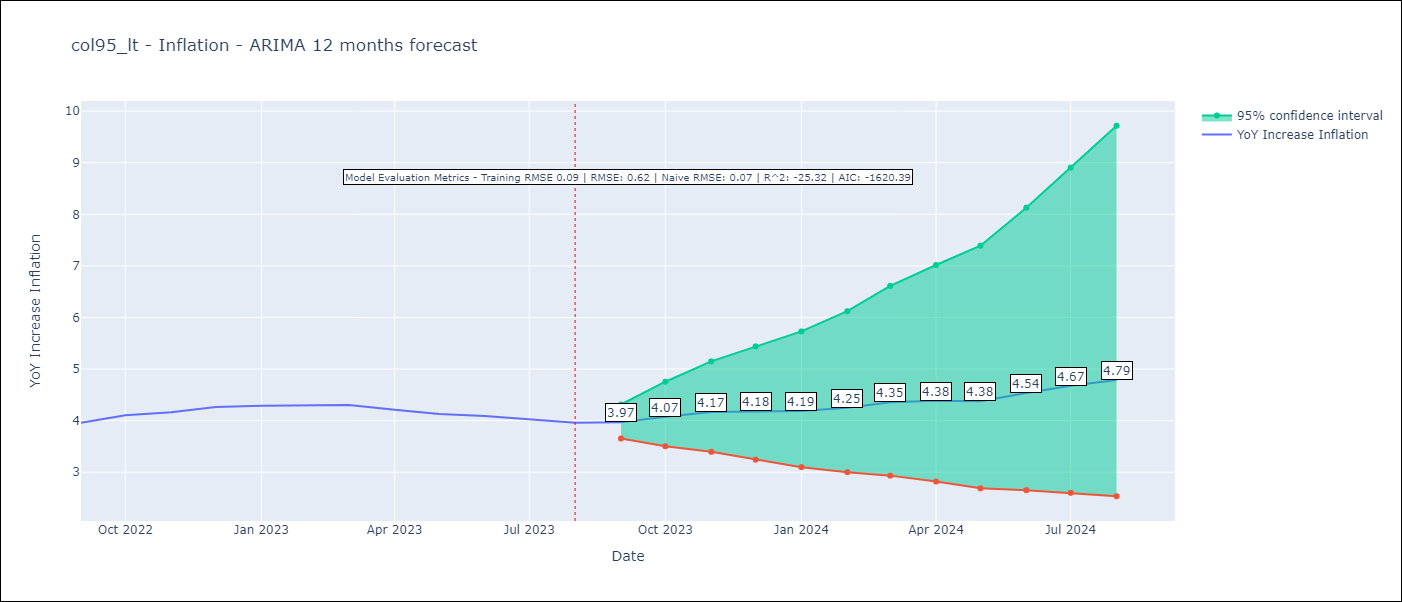 col95_lt - Inflation - ARIMA 12 months forecast
95% confidence interval
YoY Increase Inflation
Model Evaluation Metrics - Training RMSE 0.09 | RMSE: 0.62 | Naive RMSE: 0.07 | R^2: -25.32 | AIC: -1620.39
YoY Increase Inflation
10
9
8
7
6
5
4
3
3.97
4.07
4.17
4.18
4.19
4.25
4.35
4.38
4.38
4.54
4.67
4.79
Oct 2022
Jan 2023
Apr 2023
Jul 2023
Oct 2023
Jan 2024
Apr 2024
Jul 2024
Date